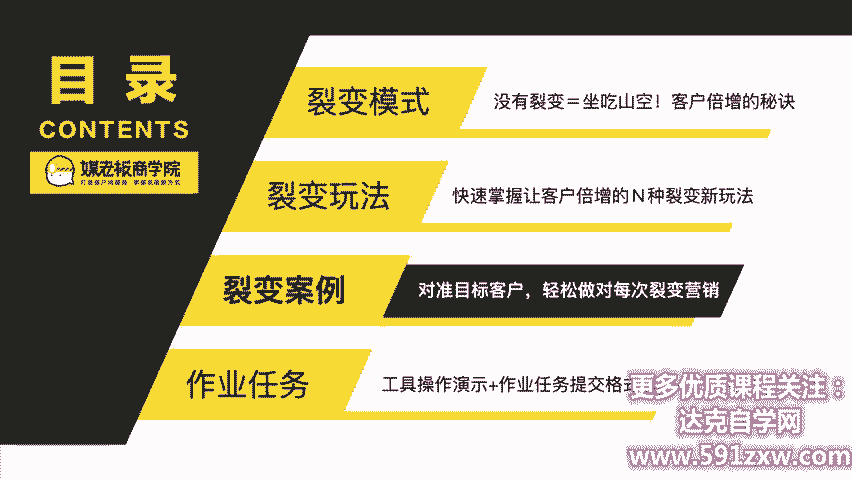 目录
CONTENTS
媒老板商学院
裂变模式
没有裂变=坐吃山空！客户倍增的秘诀
裂变玩法
快速掌握让客户倍增的N种裂变新玩法
裂变案例
对准目标客户，轻松做对每次裂变营销
作业任务
工具操作演示+作业任务提交格
更多优质课程关注：
达克自学网
www.591zxw.com